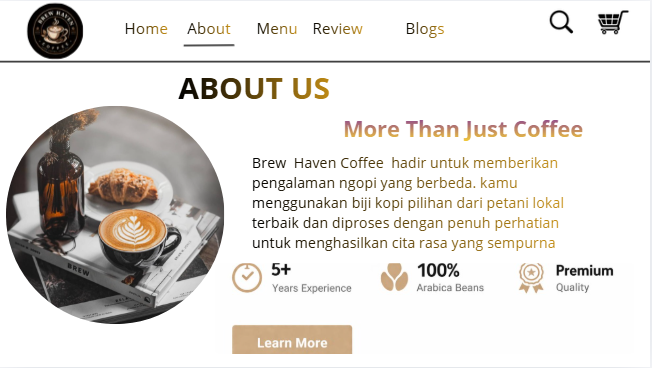 BREW HAVEN
COFFEE
Home About Menu Review Blogs
ABOUT US
More Than Just Coffee
Brew Haven Coffee hadir untuk memberikan
pengalaman ngopi yang berbeda. kamu
menggunakan biji kopi pilihan dari petani lokal
terbaik dan diproses dengan penuh perhatian
untuk menghasilkan cita rasa yang sempurna
BREW
5+
Years Experience
100%
Arabica Beans
Premium
Quality
Learn More